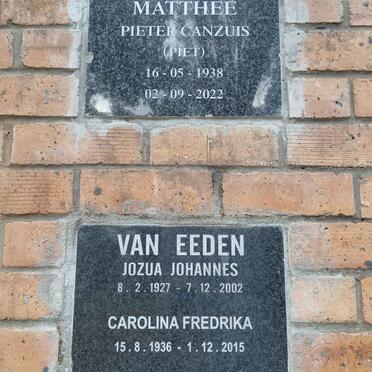 MATTHEE
PIETER CANZUIS
(PIET)
16-05-1938
02-09-2022
VAN EEDEN
JOZUA JOHANNES
8. 2.1927 - 7.12.2002
CAROLINA FREDRIKA
15.8.1936 - 1.12.2015